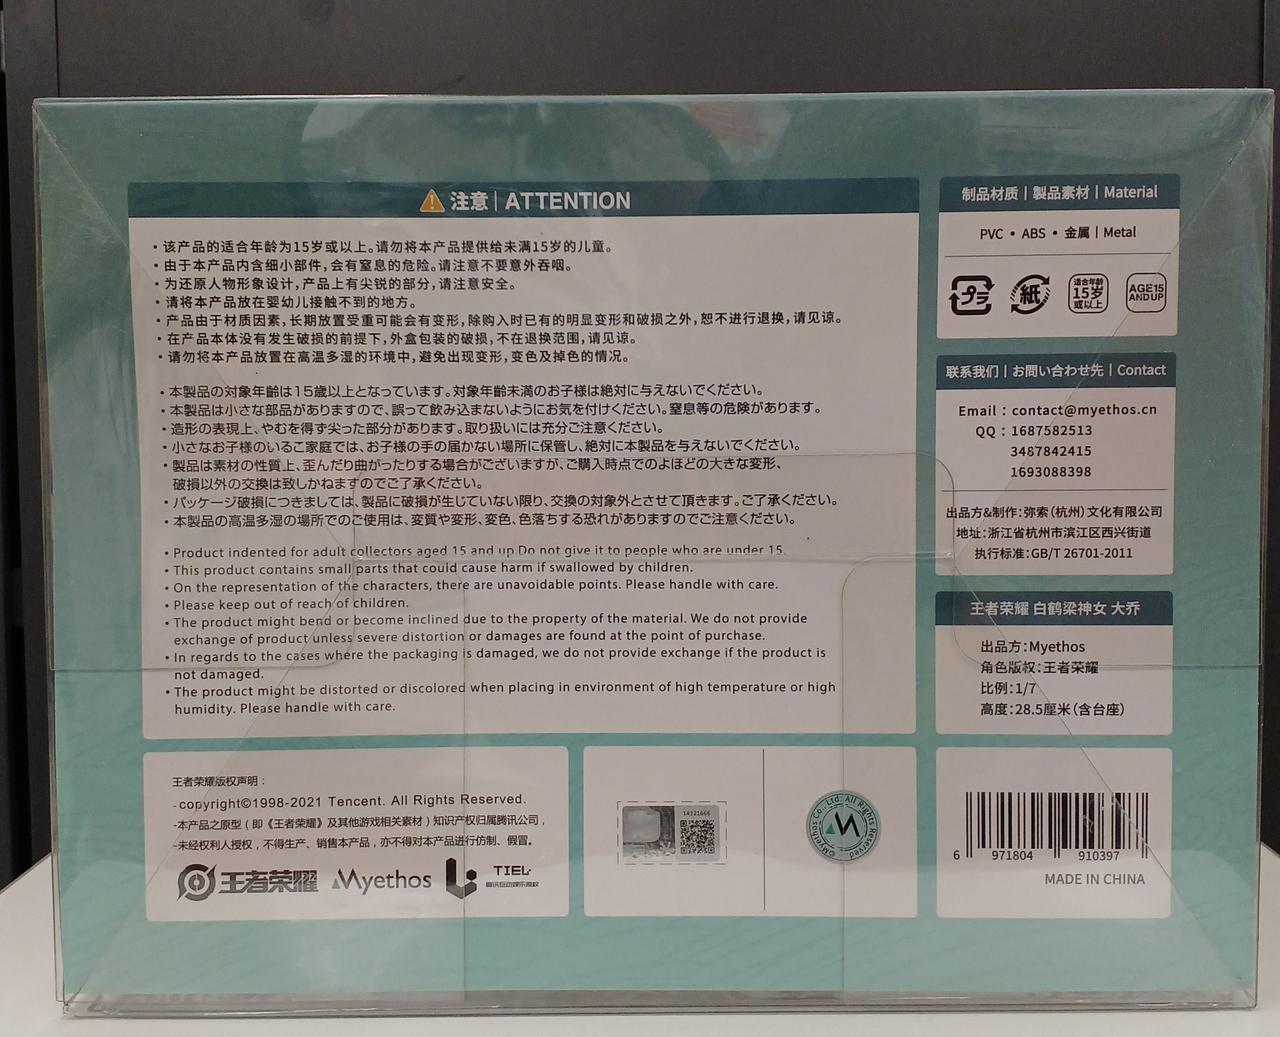 注意 | ATTENTION
• 该产品的适合年龄为15岁或以上。请勿将本产品提供给未满15岁的儿童。
• 由于本产品内含细小部件，会有窒息的危险。请注意不要意外吞咽。
• 为还原人物形象设计，产品上有尖锐的部分，请注意安全。
• 请将本产品放在婴幼儿接触不到的地方。
• 产品由于材质因素，长期放置受重可能会有变形，除购入时已有的明显变形和破损之外，恕不进行退换，请见谅。
• 在产品本体没有发生破损的前提下，外盒包装的破损，不在退换范围，请见谅。
• 请勿将本产品放置在高温多湿的环境中，避免出现变形，变色及掉色的情况。
• 本製品の対象年齢は15歳以上となっています。対象年齢未満のお子様は絶対に与えないでください。
• 本製品は小さな部品がありますので、誤って飲み込まないようにお気を付けください。窒息等の危険があります。
• 造形の表現上、やむを得ず尖った部分があります。取り扱いには充分ご注意ください。
• 小さなお子様のいるご家庭では、お子様の手の届かない場所に保管し、絶対に本製品を与えないでください。
• 製品は素材の性質上、歪んだり曲がったりする場合がございますが、ご購入時点でのよほどの大きな変形、
破損以外の交換は致しかねますのでご了承ください。
• パッケージ破損につきましては、製品に破損が生じていない限り、交換の対象外とさせて頂きます。ご了承ください。
• 本製品の高温多湿の場所でのご使用は、変質や変形、変色、色落ちする恐れがありますのでご注意ください。
• Product indented for adult collectors aged 15 and up.Do not give it to people who are under 15.
• This product contains small parts that could cause harm if swallowed by children.
• On the representation of the characters, there are unavoidable points. Please handle with care.
• Please keep out of reach of children.
• The product might bend or become inclined due to the property of the material. We do not provide
exchange of product unless severe distortion or damages are found at the point of purchase.
• In regards to the cases where the packaging is damaged, we do not provide exchange if the product is
not damaged.
• The product might be distorted or discolored when placing in environment of high temperature or high
humidity. Please handle with care.
制品材质 | 製品素材 | Material
PVC • ABS • 金属 | Metal
プラ
紙
适合年龄
15岁
或以上
AGE15
ANDUP
联系我们 | お問い合わせ先 | Contact
Email : contact@myethos.cn
QQ : 1687582513
3487842415
1693088398
出品方&制作：弥索（杭州）文化有限公司
地址：浙江省杭州市滨江区西兴街道
执行标准：GB/T 26701-2011
王者荣耀 白鹤梁神女 大乔
出品方：Myethos
角色版权：王者荣耀
比例：1/7
高度：28.5厘米（含台座）
王者荣耀版权声明：
-copyright©1998-2021 Tencent. All Rights Reserved.
-本产品之原型（即《王者荣耀》及其他游戏相关素材）知识产权归属腾讯公司，
-未经权利人授权，不得生产、销售本产品，亦不得对本产品进行仿制、假冒。
王者荣耀
Myethos
TIEL
腾讯互动娱乐授权
14321666
©Myethos Co., Ltd. All Rights Reserved
6 971804 910397
MADE IN CHINA